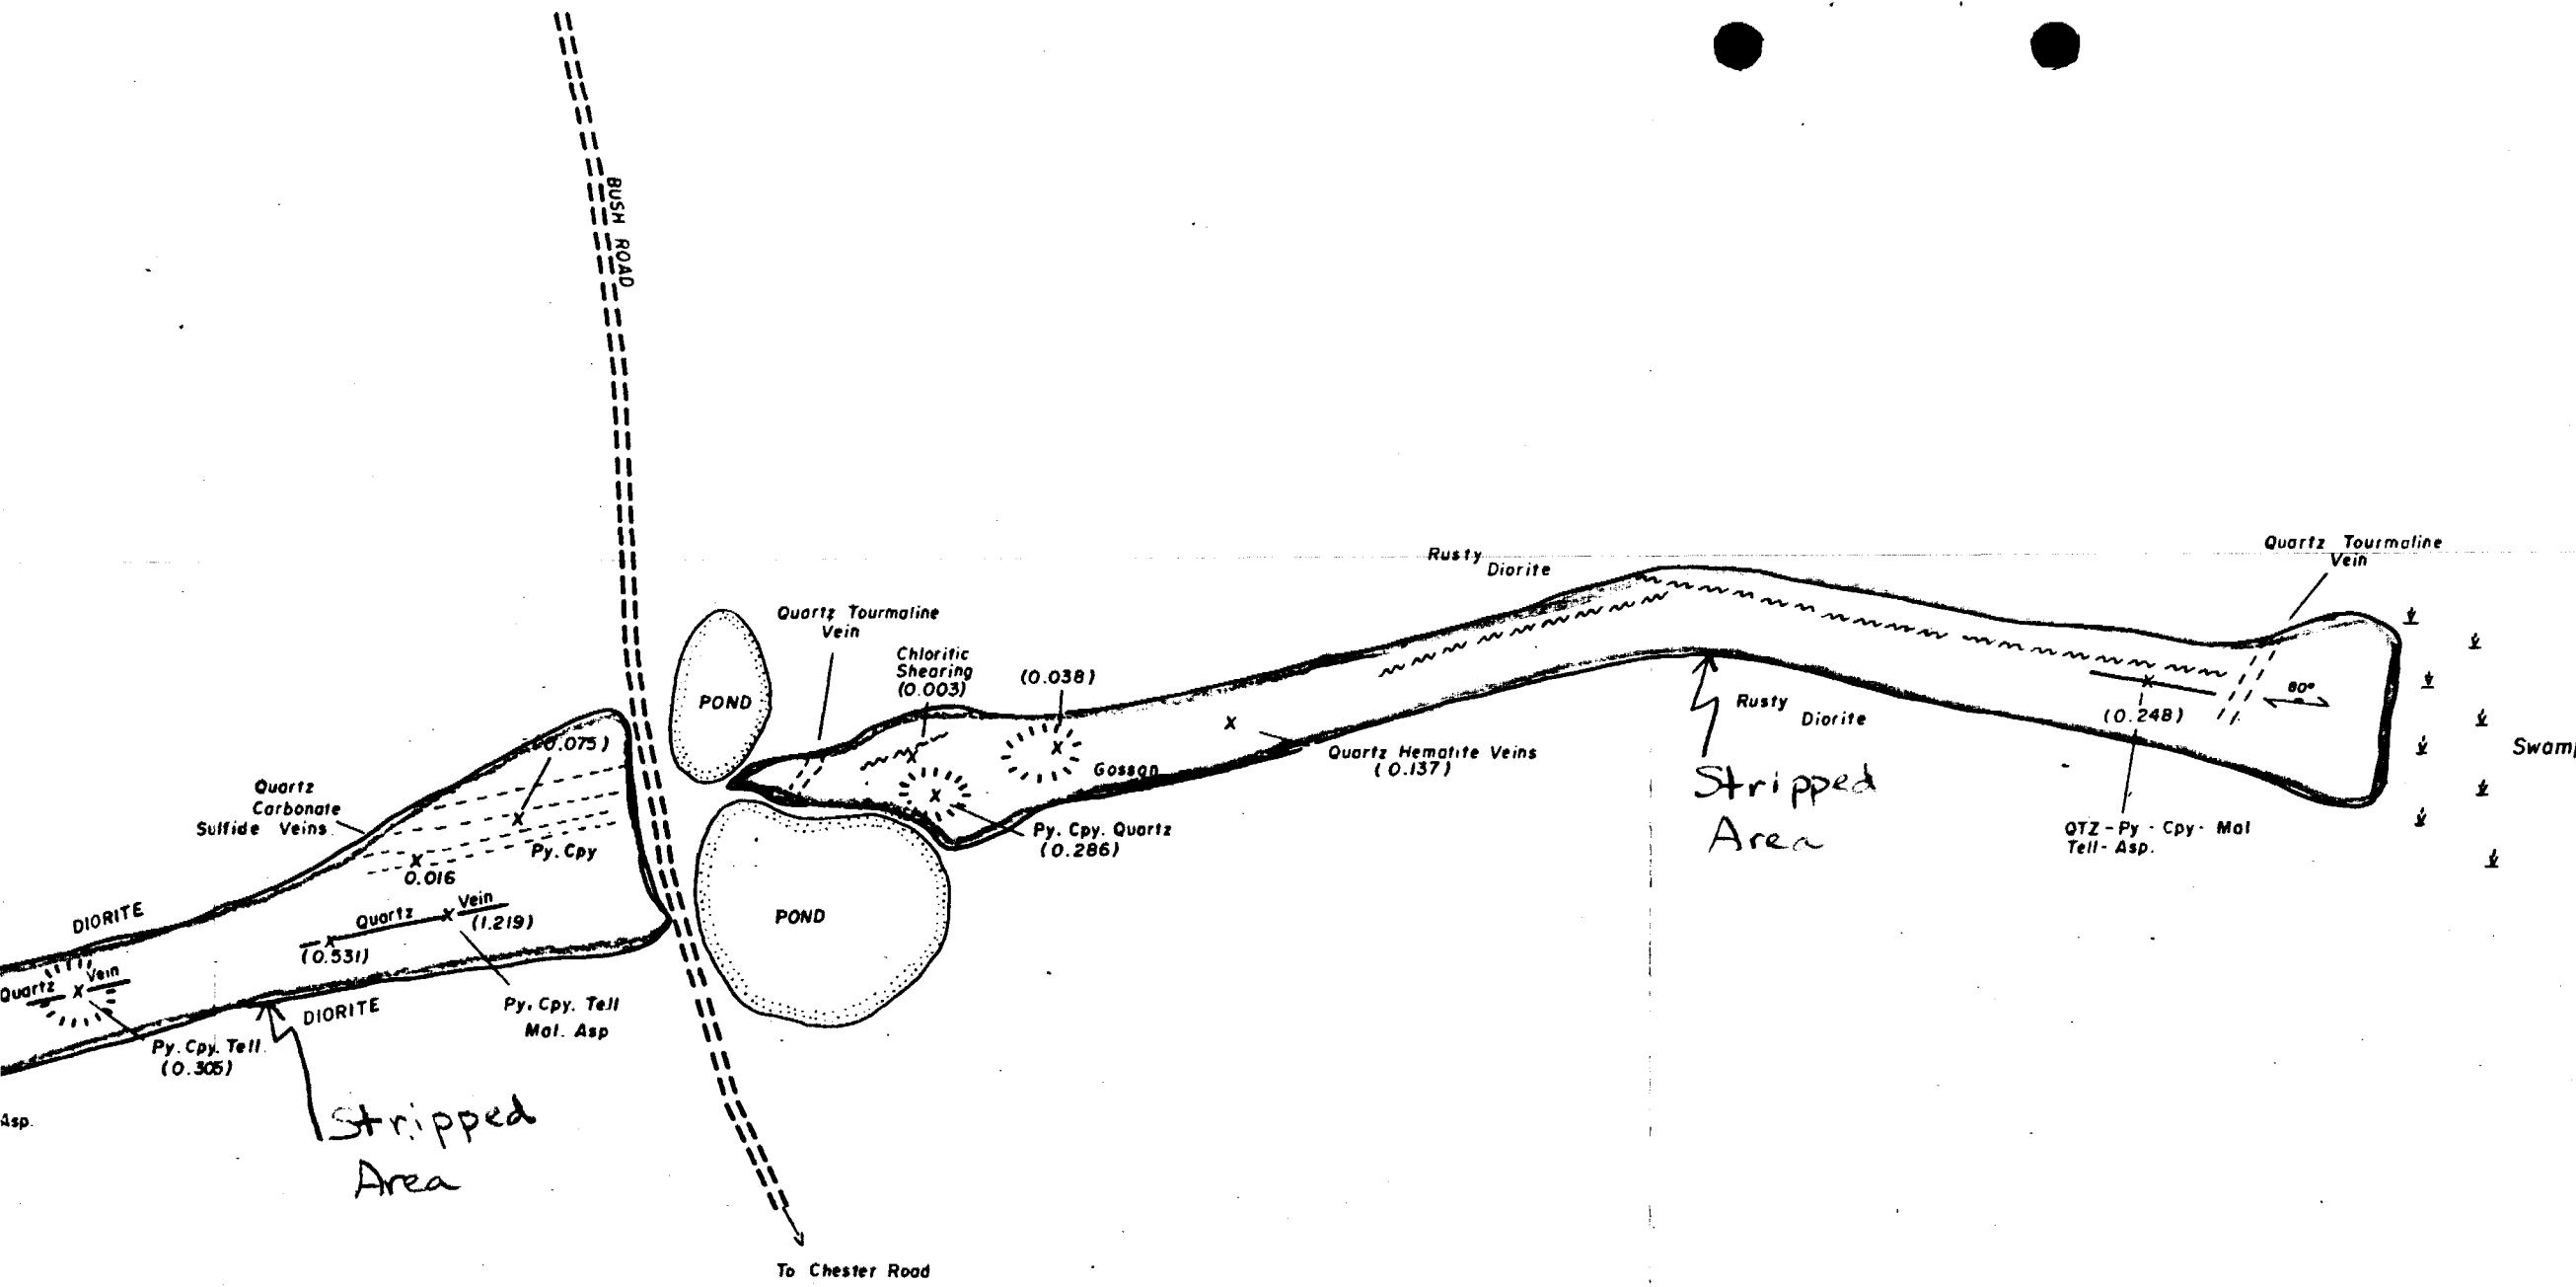 BUSH ROAD
Quartz Tourmaline
Vein
Rusty
Diorite
Quartz Tourmaline
Vein
Chloritic
Shearing
(0.003)
(0.038)
POND
80°
(0.248)
Swamp
Rusty
Diorite
(0.075)
Quartz
Carbonate
Sulfide Veins.
Gossan
Quartz Hematite Veins
(0.137)
Stripped
Area
Py. Cpy. Quartz
(0.286)
QTZ - Py - Cpy - Mal
Tell - Asp.
Py. Cpy
0.016
DIORITE
Quartz Vein
(1.219)
(0.531)
POND
Quartz Vein
DIORITE
Py. Cpy. Tell
Mal. Asp
Py. Cpy. Tell.
(0.305)
Asp.
Stripped
Area
To Chester Road